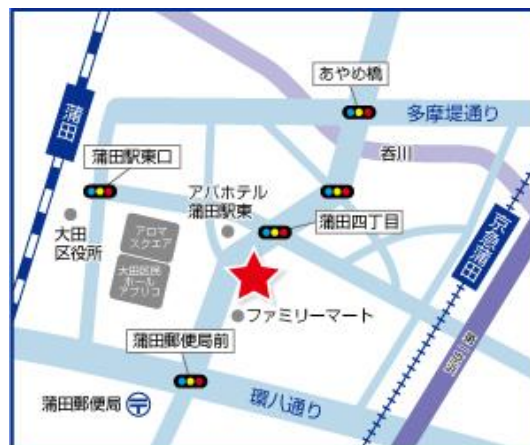 あやめ橋
多摩堤通り
蒲田
蒲田駅東口
呑川
アパホテル
蒲田駅東
蒲田四丁目
大田
区役所
アロマ
スクエア
大田区民
ホール
アプリコ
京急蒲田
ファミリーマート
蒲田郵便局前
第一京浜
蒲田郵便局
環八通り